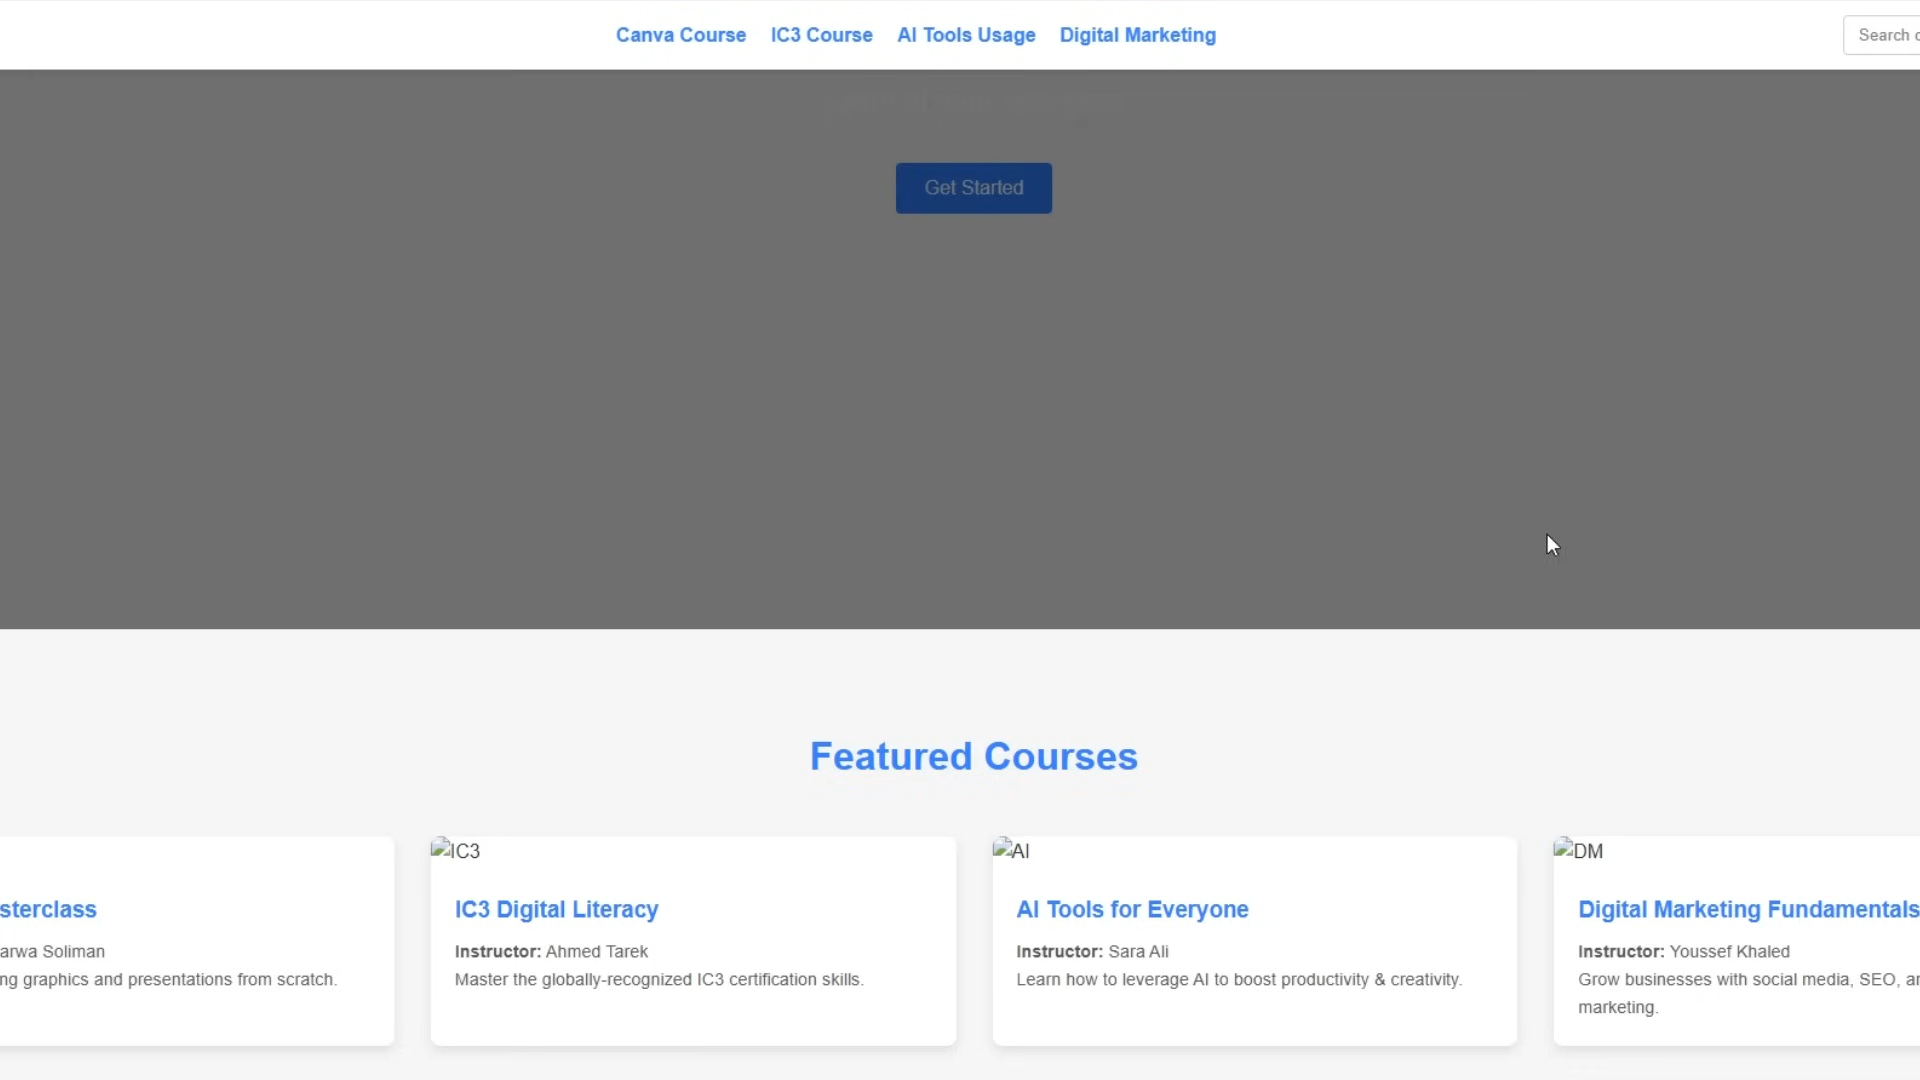 Canva Course IC3 Course AI Tools Usage Digital Marketing Search
Get Started
Featured Courses
IC3
AI
DM
sterclass
arwa Soliman
ng graphics and presentations from scratch.
IC3 Digital Literacy
Instructor: Ahmed Tarek
Master the globally-recognized IC3 certification skills.
AI Tools for Everyone
Instructor: Sara Ali
Learn how to leverage AI to boost productivity & creativity.
Digital Marketing Fundamentals
Instructor: Youssef Khaled
Grow businesses with social media, SEO, a
marketing.